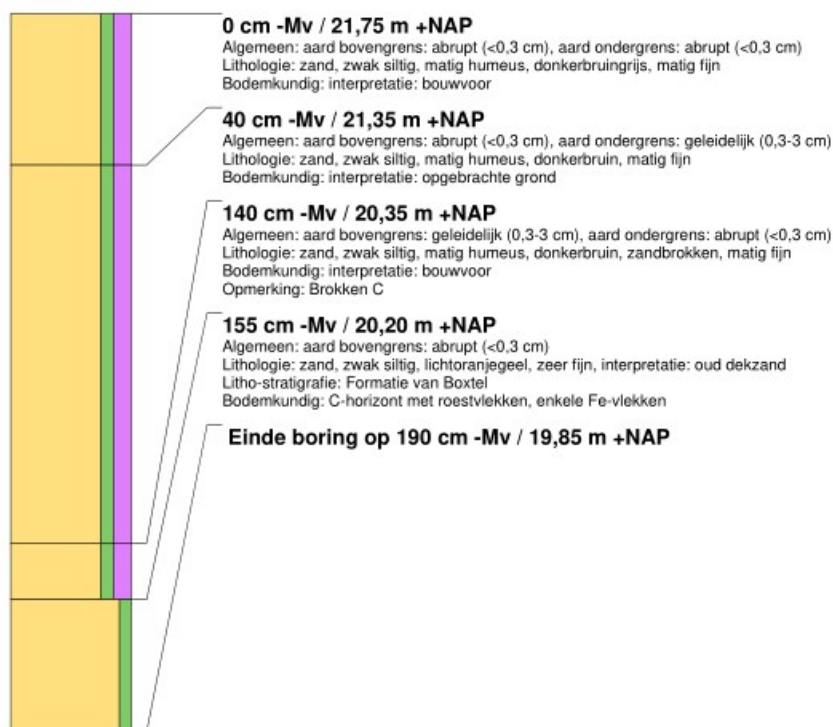 0 cm -Mv / 21,75 m +NAP
Algemeen: aard bovengrens: abrupt (<0,3 cm), aard ondergrens: abrupt (<0,3 cm)
Lithologie: zand, zwak siltig, matig humeus, donkerbruingrijs, matig fijn
Bodemkundig: interpretatie: bouwvoor
40 cm -Mv / 21,35 m +NAP
Algemeen: aard bovengrens: abrupt (<0,3 cm), aard ondergrens: geleidelijk (0,3-3 cm)
Lithologie: zand, zwak siltig, matig humeus, donkerbruin, matig fijn
Bodemkundig: interpretatie: opgebrachte grond
140 cm -Mv / 20,35 m +NAP
Algemeen: aard bovengrens: geleidelijk (0,3-3 cm), aard ondergrens: abrupt (<0,3 cm)
Lithologie: zand, zwak siltig, matig humeus, donkerbruin, zandbrokken, matig fijn
Bodemkundig: interpretatie: bouwvoor
Opmerking: Brokken C
155 cm -Mv / 20,20 m +NAP
Algemeen: aard bovengrens: abrupt (<0,3 cm)
Lithologie: zand, zwak siltig, lichtoranjegeel, zeer fijn, interpretatie: oud dekzand
Litho-stratigrafie: Formatie van Boxtel
Bodemkundig: C-horizont met roestvlekken, enkele Fe-vlekken
Einde boring op 190 cm -Mv / 19,85 m +NAP